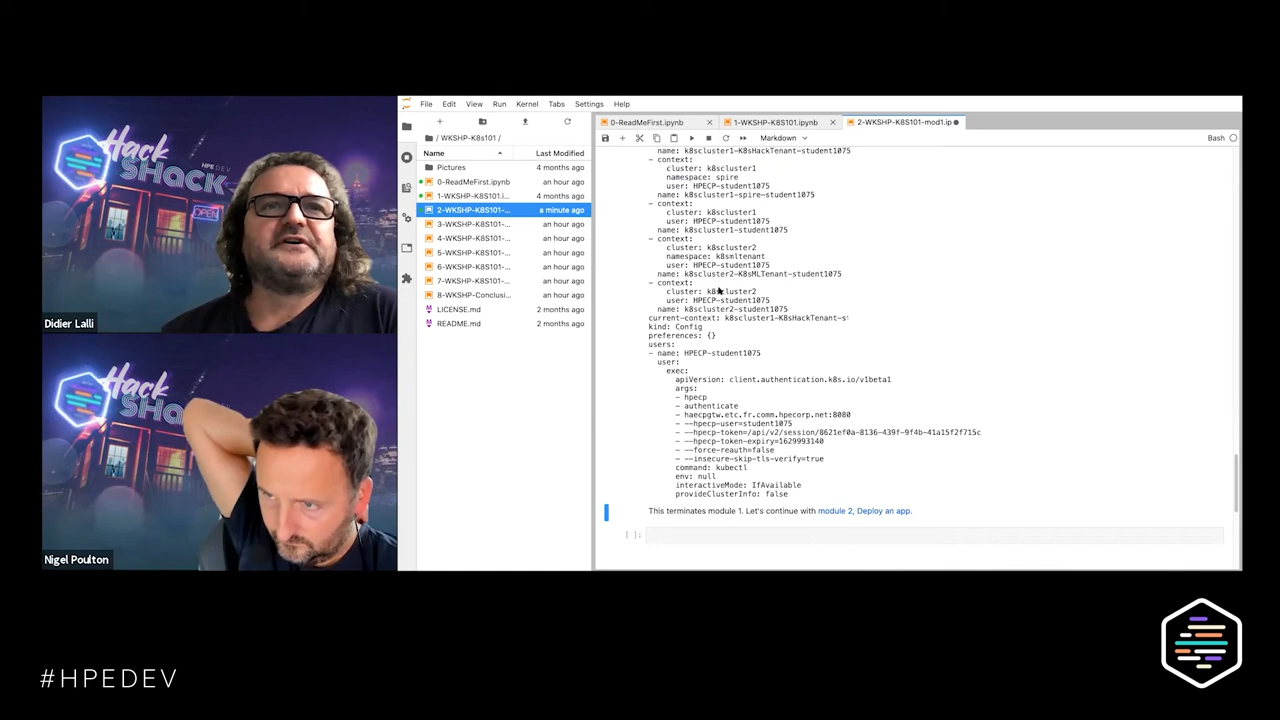 Hack
SHACK
HPE DEV
OPEN
Didier Lalli
Hack
Nigel Poulton
File Edit View Run Kernel Tabs Settings Help
/ WKSHP-K8s101 /
Name Last Modified
Pictures 4 months ago
0-ReadMeFirst.ipynb an hour ago
1-WKSHP-K8S101.i... 4 months ago
2-WKSHP-K8S101-... a minute ago
3-WKSHP-K8S101-... an hour ago
4-WKSHP-K8S101-... an hour ago
5-WKSHP-K8S101-... an hour ago
6-WKSHP-K8S101-... an hour ago
7-WKSHP-K8S101-... an hour ago
8-WKSHP-Conclusi... an hour ago
LICENSE.md 2 months ago
README.md 2 months ago
0-ReadMeFirst.ipynb 1-WKSHP-K8S101.ipynb 2-WKSHP-K8S101-mod1.ip
Markdown Bash
name: k8scluster1-K8sHackTenant-student1075
- context:
cluster: k8scluster1
namespace: spire
user: HPECP-student1075
name: k8scluster1-spire-student1075
- context:
cluster: k8scluster1
user: HPECP-student1075
name: k8scluster1-student1075
- context:
cluster: k8scluster2
namespace: k8smltenant
user: HPECP-student1075
name: k8scluster2-K8sMLTenant-student1075
- context:
cluster: k8scluster2
user: HPECP-student1075
name: k8scluster2-student1075
current-context: k8scluster1-K8sHackTenant-st
kind: Config
preferences: {}
users:
- name: HPECP-student1075
user:
exec:
apiVersion: client.authentication.k8s.io/v1beta1
args:
- hpecp
- authenticate
- haecpgtw.etc.fr.comm.hpecorp.net:8080
- --hpecp-user=student1075
- --hpecp-token=/api/v2/session/8621ef0a-8136-439f-9f4b-41a15f2f715c
- --hpecp-token-expiry=1629993140
- --force-reauth=false
- --insecure-skip-tls-verify=true
command: kubectl
env: null
interactiveMode: IfAvailable
provideClusterInfo: false
This terminates module 1. Let's continue with module 2, Deploy an app.
[ ]:
#HPEDEV